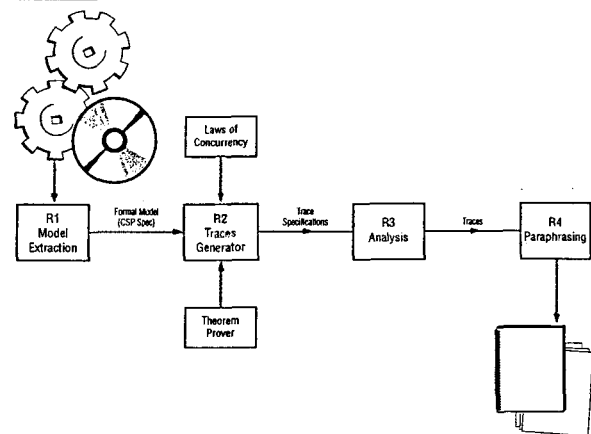 Laws of
Concurrency
R1
Model
Extraction
Formal Model
(CSP Spec)
R2
Traces
Generator
Trace
Specifications
R3
Analysis
Traces
R4
Paraphrasing
Theorem
Prover